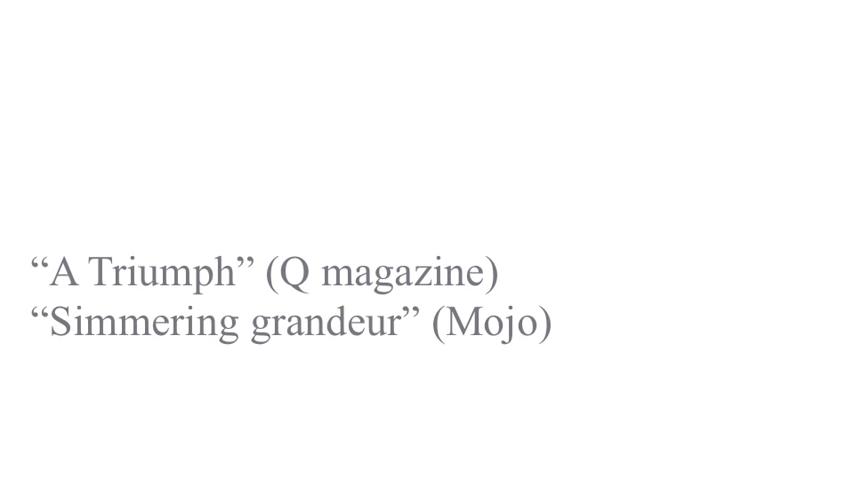 “A Triumph” (Q magazine)
“Simmering grandeur” (Mojo)